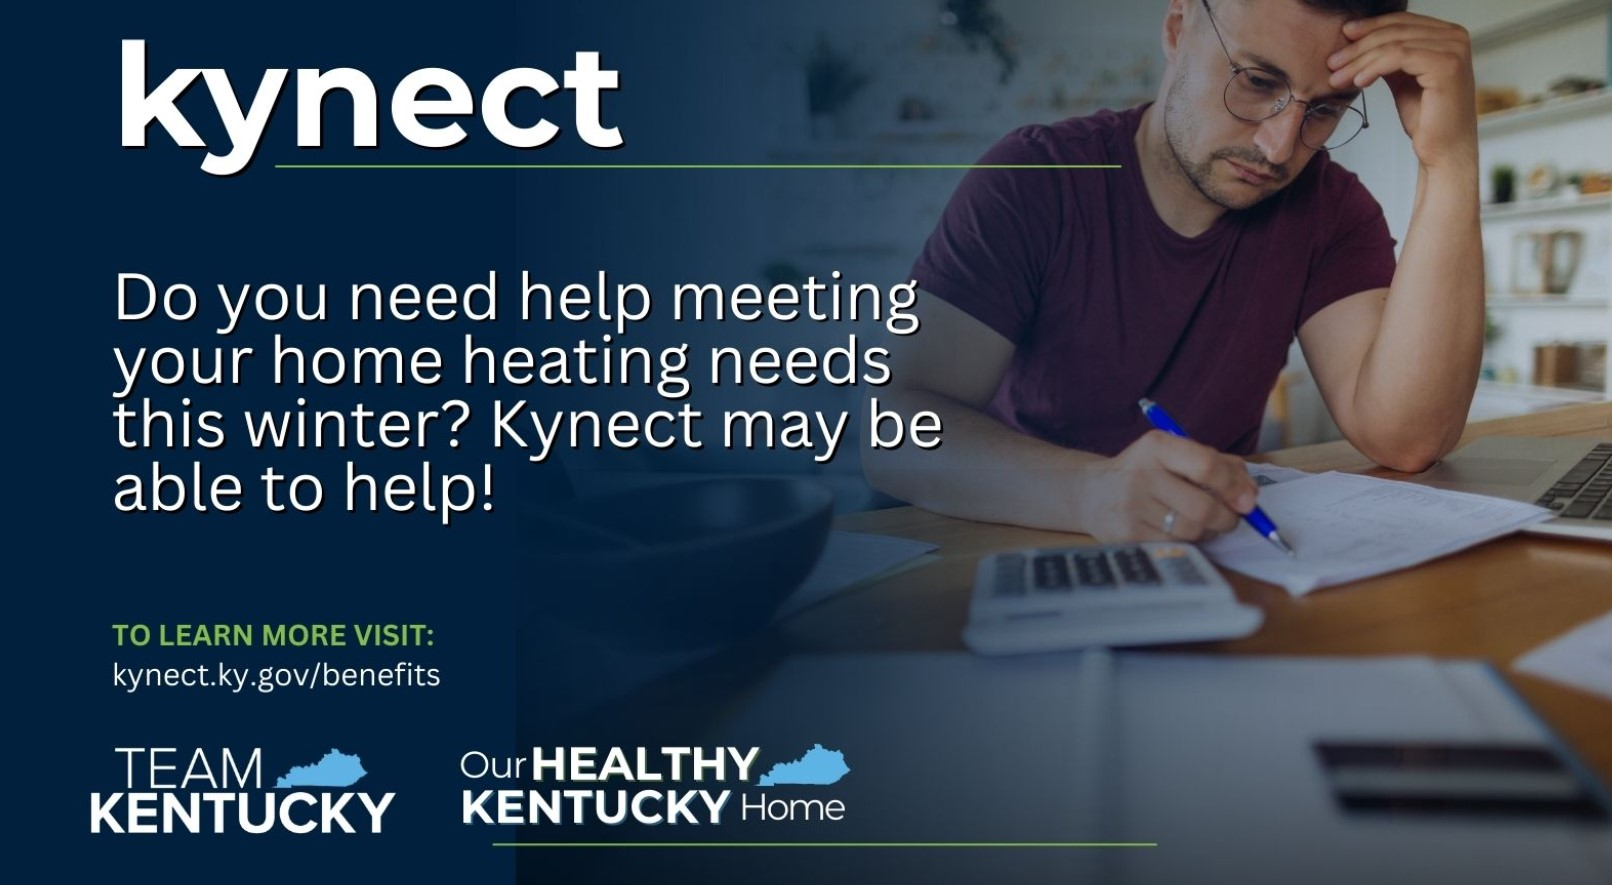 kynect
Do you need help meeting
your home heating needs
this winter? Kynect may be
able to help!
TO LEARN MORE VISIT:
kynect.ky.gov/benefits
TEAM
KENTUCKY
Our HEALTHY
KENTUCKY Home